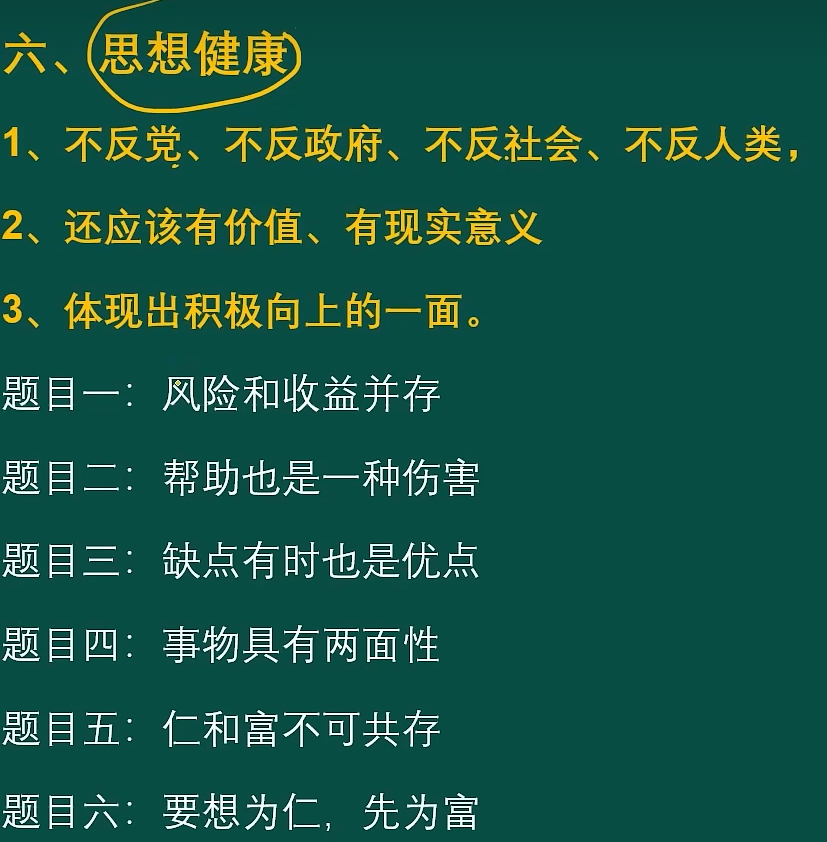 六、思想健康
1、不反党、不反政府、不反社会、不反人类，
2、还应该有价值、有现实意义
3、体现出积极向上的一面。
题目一：风险和收益并存
题目二：帮助也是一种伤害
题目三：缺点有时也是优点
题目四：事物具有两面性
题目五：仁和富不可共存
题目六：要想为仁，先为富